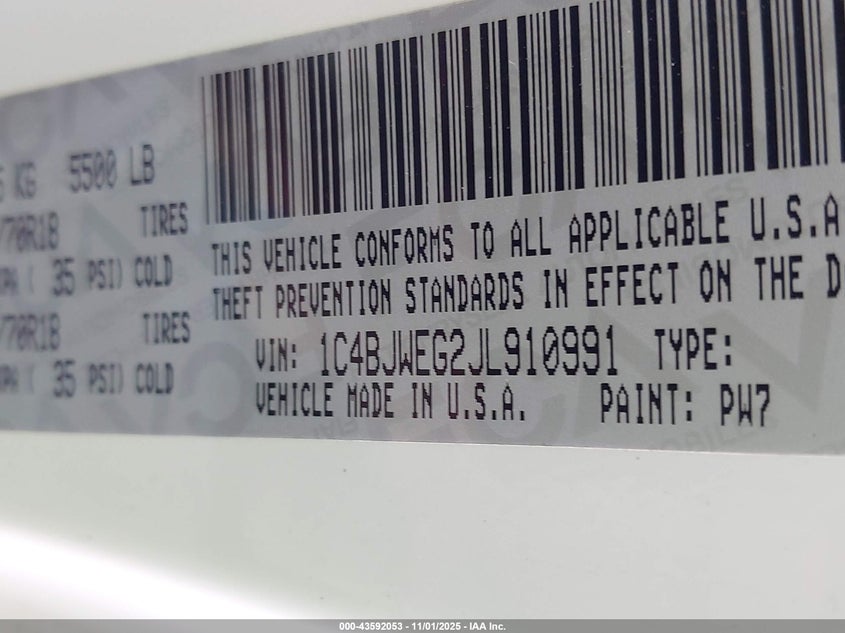 KG 5500 LB
/70R18 TIRES
35 PSI) COLD
/70R18 TIRES
35 PSI) COLD
THIS VEHICLE CONFORMS TO ALL APPLICABLE U.S.A
THEFT PREVENTION STANDARDS IN EFFECT ON THE D
VIN: 1C4BJWEG2JL910991 TYPE:
VEHICLE MADE IN U.S.A. PAINT: PW7
000-43592053 - 11/01/2025 - IAA Inc.